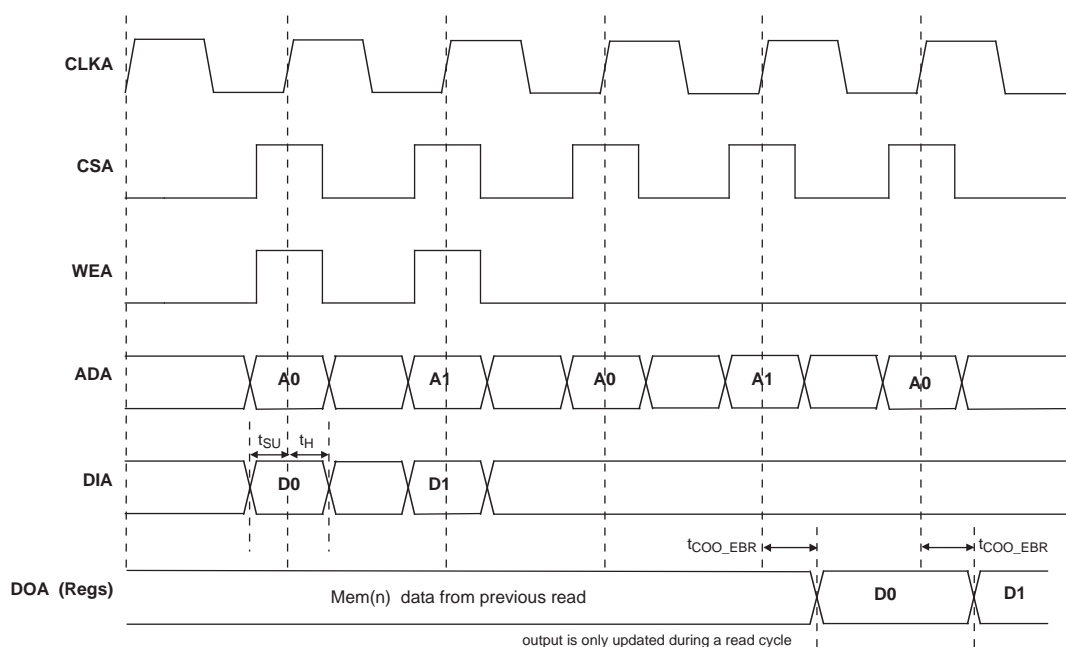 CLKA
CSA
WEA
ADA
A0
A1
A0
A1
A0
tSU
tH
DIA
D0
D1
tCOO_EBR
tCOO_EBR
DOA (Regs)
Mem(n) data from previous read
D0
D1
output is only updated during a read cycle